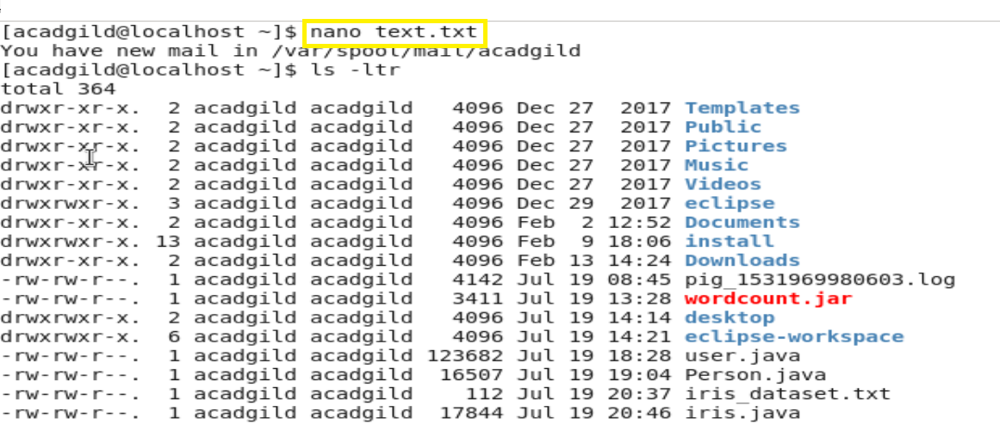 [acadgild@localhost ~]$ nano text.txt
You have new mail in /var/spool/mail/acadgild
[acadgild@localhost ~]$ ls -ltr
total 364
drwxr-xr-x.  2 acadgild acadgild   4096 Dec 27  2017 Templates
drwxr-xr-x.  2 acadgild acadgild   4096 Dec 27  2017 Public
drwxr-xr-x.  2 acadgild acadgild   4096 Dec 27  2017 Pictures
drwxr-xr-x.  2 acadgild acadgild   4096 Dec 27  2017 Music
drwxr-xr-x.  2 acadgild acadgild   4096 Dec 27  2017 Videos
drwxrwxr-x.  3 acadgild acadgild   4096 Dec 29  2017 eclipse
drwxr-xr-x.  2 acadgild acadgild   4096 Feb  2 12:52 Documents
drwxrwxr-x. 13 acadgild acadgild   4096 Feb  9 18:06 install
drwxr-xr-x.  2 acadgild acadgild   4096 Feb 13 14:24 Downloads
-rw-rw-r--.  1 acadgild acadgild   4142 Jul 19 08:45 pig_1531969980603.log
-rw-rw-r--.  1 acadgild acadgild   3411 Jul 19 13:28 wordcount.jar
drwxrwxr-x.  2 acadgild acadgild   4096 Jul 19 14:14 desktop
drwxrwxr-x.  6 acadgild acadgild   4096 Jul 19 14:21 eclipse-workspace
-rw-rw-r--.  1 acadgild acadgild 123682 Jul 19 18:28 user.java
-rw-rw-r--.  1 acadgild acadgild  16507 Jul 19 19:04 Person.java
-rw-rw-r--.  1 acadgild acadgild    112 Jul 19 20:37 iris_dataset.txt
-rw-rw-r--.  1 acadgild acadgild  17844 Jul 19 20:46 iris.java